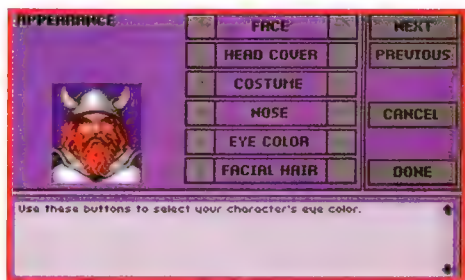 APPEARANCE
FACE
HEAD COVER
COSTUME
NOSE
EYE COLOR
FACIAL HAIR
NEXT
PREVIOUS
CANCEL
DONE
Use these buttons to select your character's eye color.